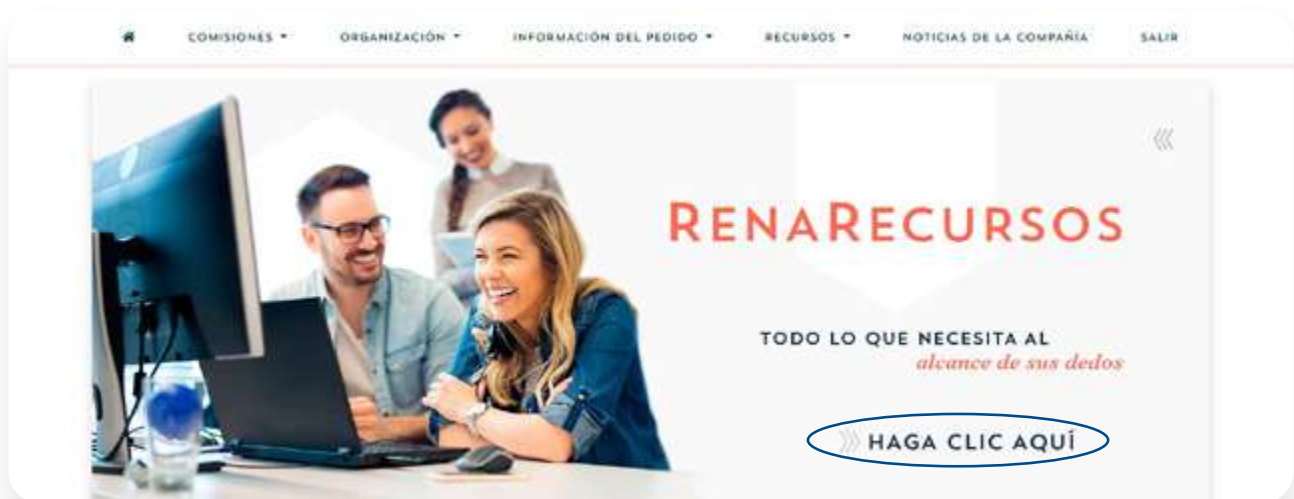 COMISIONES
ORGANIZACIÓN
INFORMACIÓN DEL PEDIDO
RECURSOS
NOTICIAS DE LA COMPAÑÍA
SALIR
RENARECURSOS
TODO LO QUE NECESITA AL
alcance de sus dedos
HAGA CLIC AQUÍ